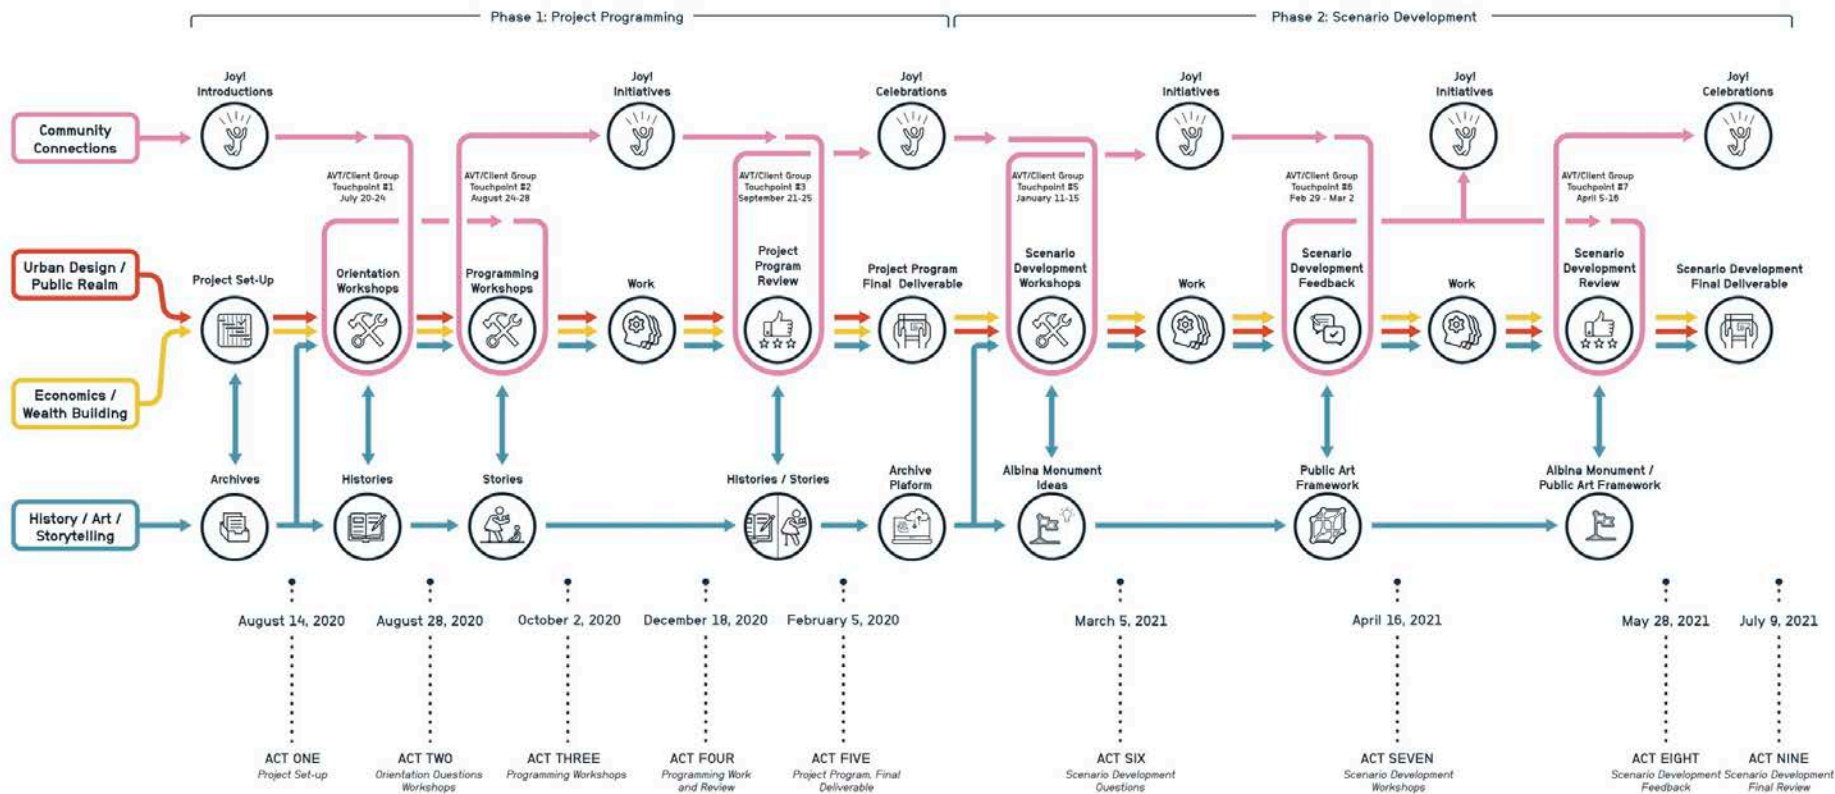 Phase 1: Project Programming
Phase 2: Scenario Development
Joy!
Introductions
Joy!
Initiatives
Joy!
Celebrations
Joy!
Initiatives
Joy!
Initiatives
Joy!
Celebrations
Community
Connections
AVT/Client Group
Touchpoint #1
July 20-24
AVT/Client Group
Touchpoint #2
August 24-28
AVT/Client Group
Touchpoint #3
September 21-25
AVT/Client Group
Touchpoint #5
January 11-15
AVT/Client Group
Touchpoint #6
Feb 29 - Mar 2
AVT/Client Group
Touchpoint #7
April 5-16
Urban Design /
Public Realm
Project Set-Up
Orientation
Workshops
Programming
Workshops
Work
Project
Program
Review
Project Program
Final Deliverable
Scenario
Development
Workshops
Work
Scenario
Development
Feedback
Work
Scenario
Development
Review
Scenario Development
Final Deliverable
Economics /
Wealth Building
History / Art /
Storytelling
Archives
Histories
Stories
Histories / Stories
Archive
Plaform
Albina Monument
Ideas
Public Art
Framework
Albina Monument /
Public Art Framework
August 14, 2020
August 28, 2020
October 2, 2020
December 18, 2020
February 5, 2020
March 5, 2021
April 16, 2021
May 28, 2021
July 9, 2021
ACT ONE
Project Set-up
ACT TWO
Orientation Questions
Workshops
ACT THREE
Programming Workshops
ACT FOUR
Programming Work
and Review
ACT FIVE
Project Program, Final
Deliverable
ACT SIX
Scenario Development
Questions
ACT SEVEN
Scenario Development
Workshops
ACT EIGHT
Scenario Development
Feedback
ACT NINE
Scenario Development
Final Review